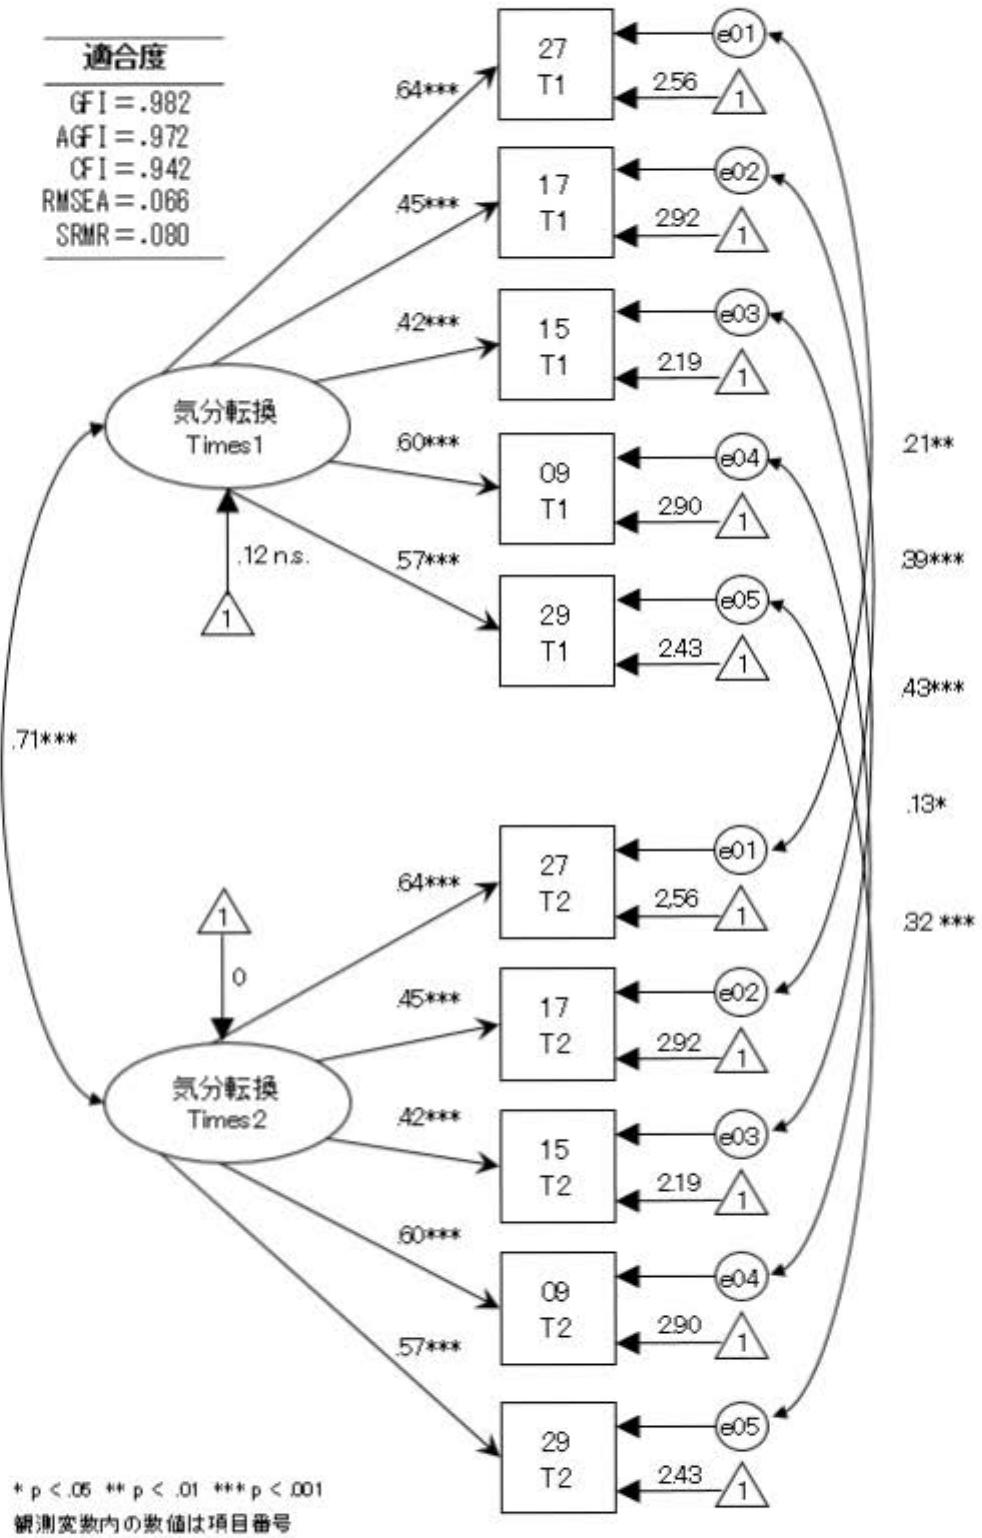 適合度
GFI＝.982
AGFI＝.972
CFI＝.942
RMSEA＝.066
SRMR＝.080
27
T1
e01
2.56
1
.64***
17
T1
e02
2.92
1
.45***
15
T1
e03
2.19
1
.42***
09
T1
e04
2.90
1
.60***
29
T1
e05
2.43
1
.57***
気分転換
Times1
.12 n.s.
1
.71***
.21**
.39***
.43***
.13*
.32 ***
27
T2
e01
2,56
1
.64***
17
T2
e02
2.92
1
.45***
15
T2
e03
2.19
1
.42***
09
T2
e04
2.90
1
.60***
29
T2
e05
2.43
1
.57***
1
0
気分転換
Times2
* p < .05 ** p < .01 *** p < .001
観測変数内の数値は項目番号